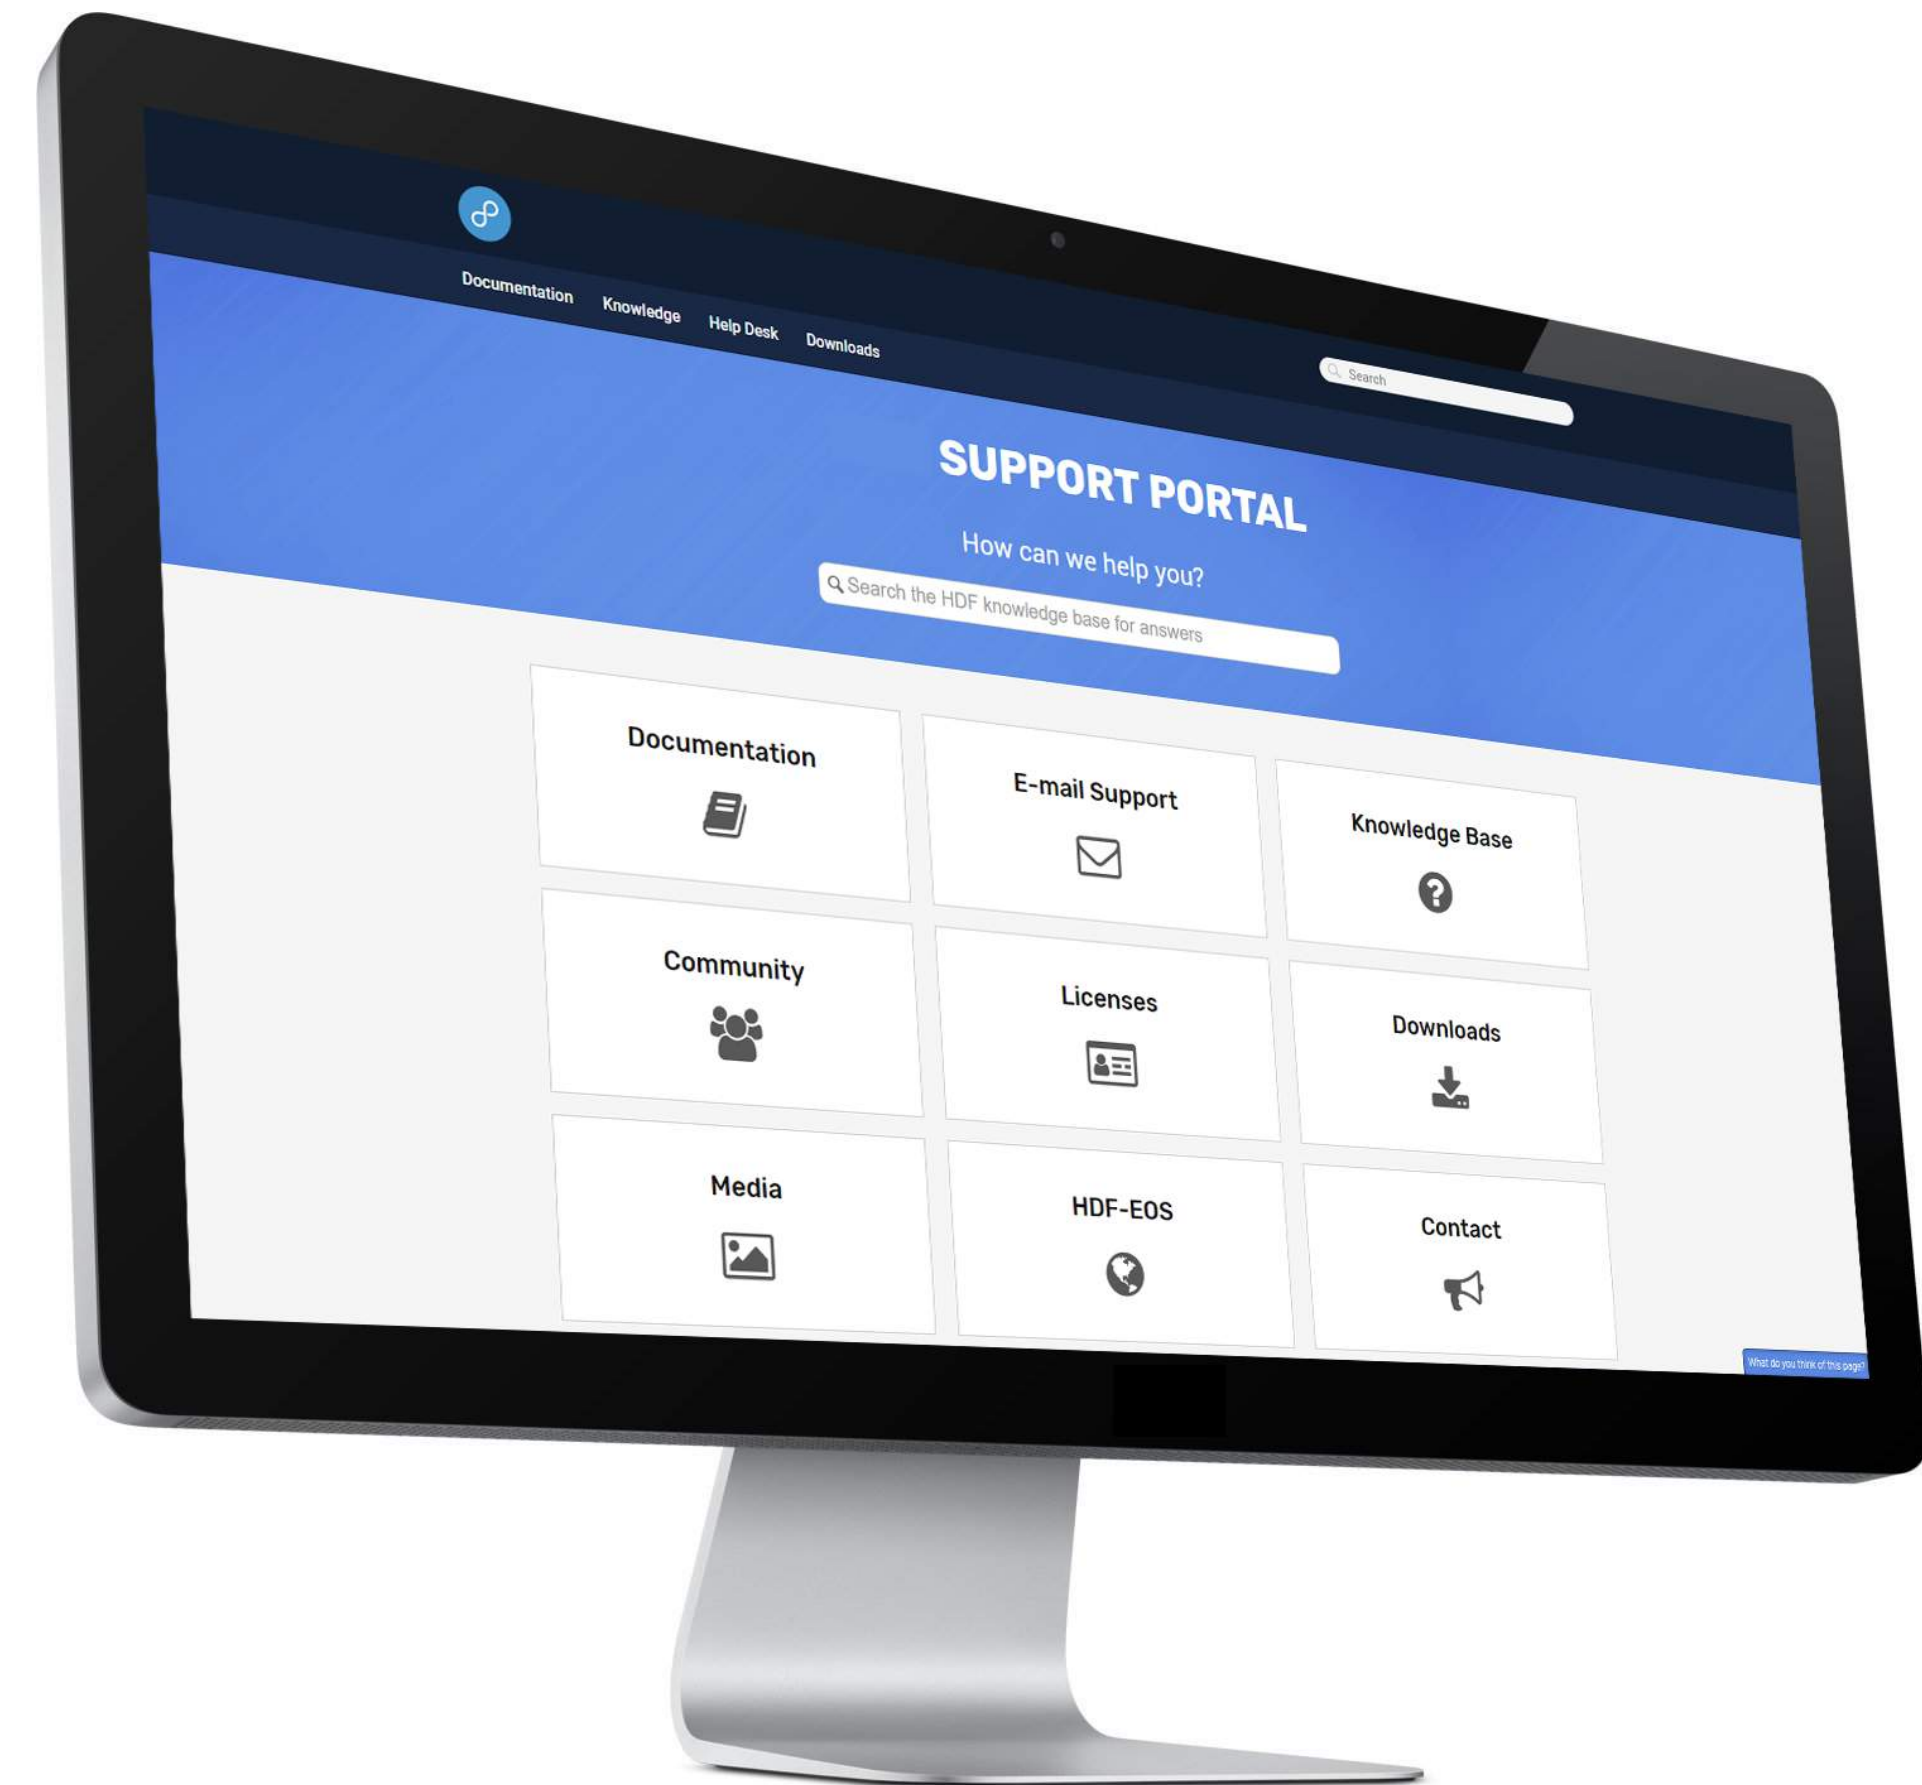 Documentation Knowledge Help Desk Downloads
Search
SUPPORT PORTAL
How can we help you?
Search the HDF knowledge base for answers
Documentation
E-mail Support
Knowledge Base
Community
Licenses
Downloads
Media
HDF-EOS
Contact
What do you think of this page?